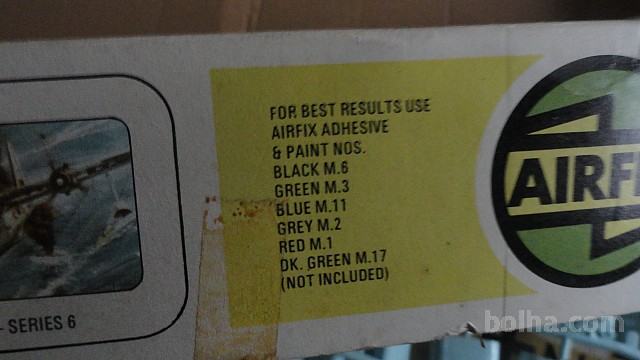 FOR BEST RESULTS USE
AIRFIX ADHESIVE
& PAINT NOS.
BLACK M.6
GREEN M.3
BLUE M.11
GREY M.2
RED M.1
DK. GREEN M.17
(NOT INCLUDED)
- SERIES 6
AIRF
bolha.com